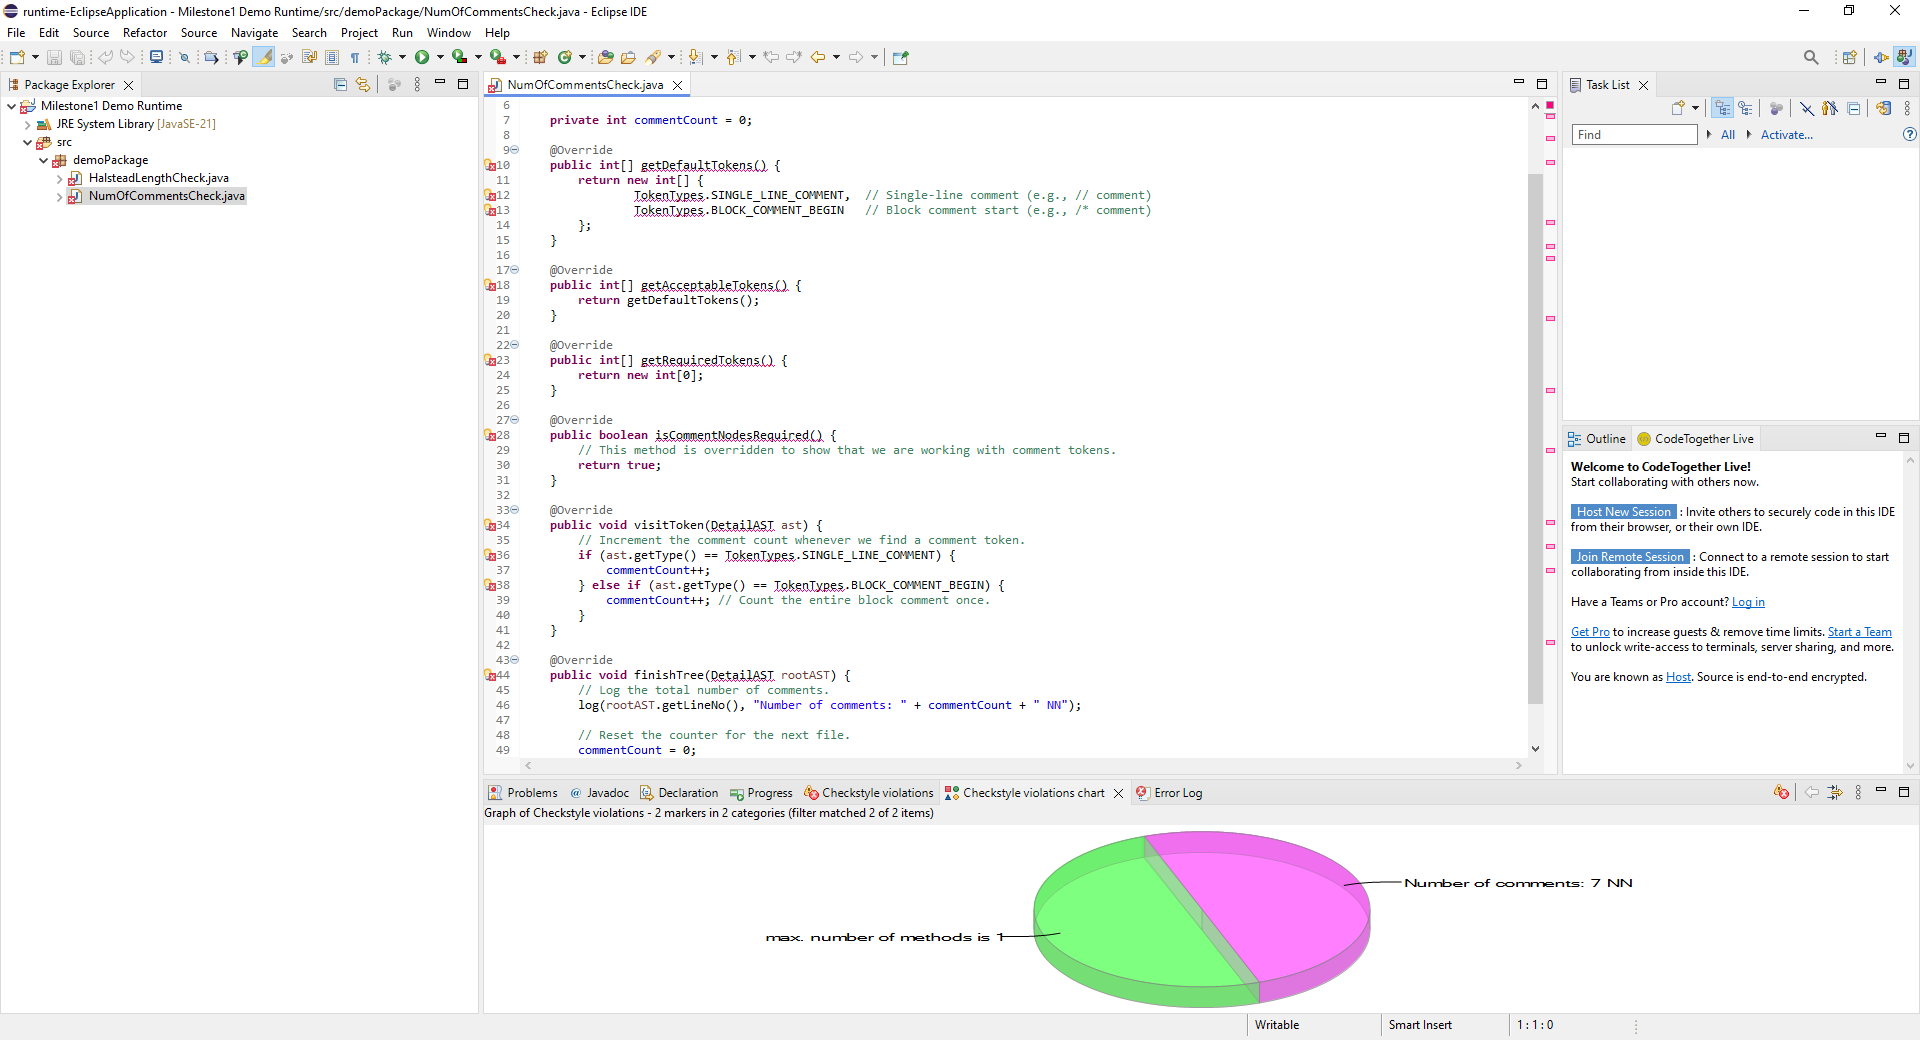 runtime-EclipseApplication - Milestone1 Demo Runtime/src/demoPackage/NumOfCommentsCheck.java - Eclipse IDE
File Edit Source Refactor Source Navigate Search Project Run Window Help
Package Explorer
Milestone1 Demo Runtime
JRE System Library [JavaSE-21]
src
demoPackage
HalsteadLengthCheck.java
NumOfCommentsCheck.java
NumOfCommentsCheck.java
6
7 private int commentCount = 0;
8
9 @Override
10 public int[] getDefaultTokens() {
11 return new int[] {
12 TokenTypes.SINGLE_LINE_COMMENT, // Single-line comment (e.g., // comment)
13 TokenTypes.BLOCK_COMMENT_BEGIN // Block comment start (e.g., /* comment)
14 };
15 }
16
17 @Override
18 public int[] getAcceptableTokens() {
19 return getDefaultTokens();
20 }
21
22 @Override
23 public int[] getRequiredTokens() {
24 return new int[0];
25 }
26
27 @Override
28 public boolean isCommentNodesRequired() {
29 // This method is overridden to show that we are working with comment tokens.
30 return true;
31 }
32
33 @Override
34 public void visitToken(DetailAST ast) {
35 // Increment the comment count whenever we find a comment token.
36 if (ast.getType() == TokenTypes.SINGLE_LINE_COMMENT) {
37 commentCount++;
38 } else if (ast.getType() == TokenTypes.BLOCK_COMMENT_BEGIN) {
39 commentCount++; // Count the entire block comment once.
40 }
41 }
42
43 @Override
44 public void finishTree(DetailAST rootAST) {
45 // Log the total number of comments.
46 log(rootAST.getLineNo(), "Number of comments: " + commentCount + " NN");
47
48 // Reset the counter for the next file.
49 commentCount = 0;
Task List
Find All Activate...
Outline CodeTogether Live
Welcome to CodeTogether Live!
Start collaborating with others now.
Host New Session : Invite others to securely code in this IDE
from their browser, or their own IDE.
Join Remote Session : Connect to a remote session to start
collaborating from inside this IDE.
Have a Teams or Pro account? Log in
Get Pro to increase guests & remove time limits. Start a Team
to unlock write-access to terminals, server sharing, and more.
You are known as Host. Source is end-to-end encrypted.
Problems Javadoc Declaration Progress Checkstyle violations Checkstyle violations chart Error Log
Graph of Checkstyle violations - 2 markers in 2 categories (filter matched 2 of 2 items)
Number of comments: 7 NN
max. number of methods is 1
Writable Smart Insert 1 : 1 : 0